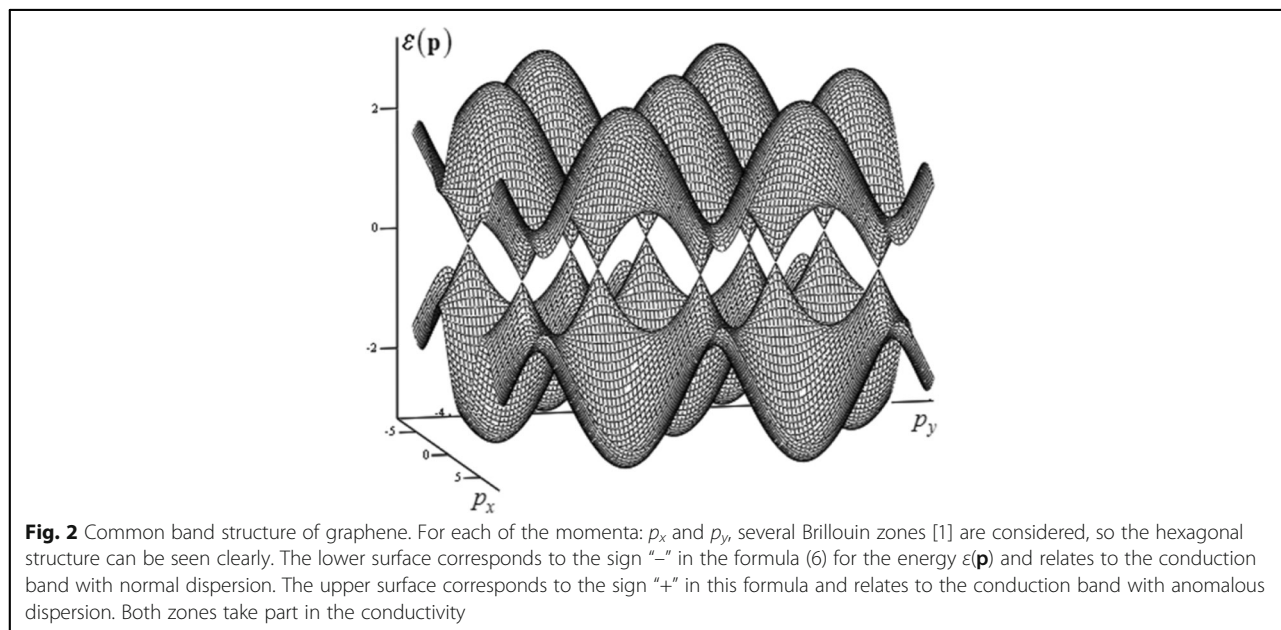 ε(p)
2
0
-2
-4
-5
0
5
p_x
p_y
Fig. 2 Common band structure of graphene. For each of the momenta: p_x and p_y, several Brillouin zones [1] are considered, so the hexagonal
structure can be seen clearly. The lower surface corresponds to the sign “–” in the formula (6) for the energy ε(p) and relates to the conduction
band with normal dispersion. The upper surface corresponds to the sign “+” in this formula and relates to the conduction band with anomalous
dispersion. Both zones take part in the conductivity